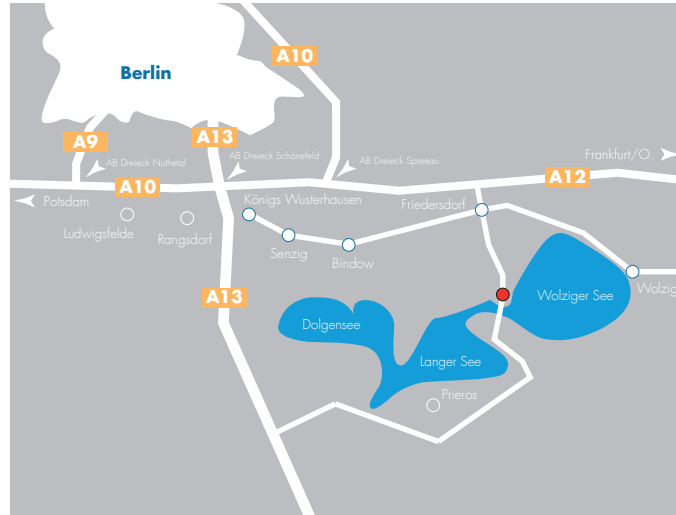 A10
Berlin
A9
A13
AB Dreieck Nuthetal
AB Dreieck Schönefeld
AB Dreieck Spreeau
Frankfurt/O.
A10
A12
Potsdam
Königs Wusterhausen
Friedersdorf
Ludwigsfelde
Rangsdorf
Senzig
Bindow
Wolzig
A13
Wolziger See
Dolgensee
Langer See
Prieros